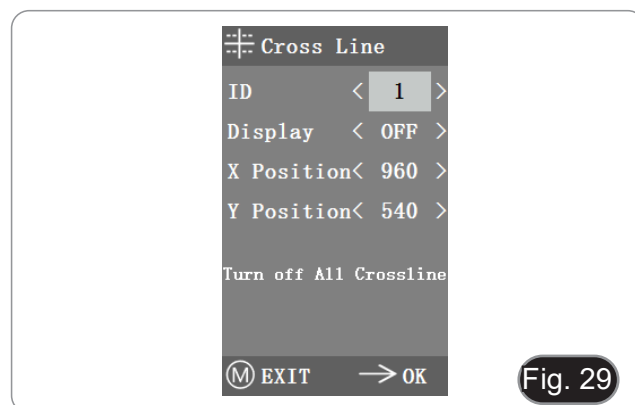 Cross Line
ID < 1 >
Display < OFF >
X Position< 960 >
Y Position< 540 >
Turn off All Crossline
M EXIT → OK
Fig. 29